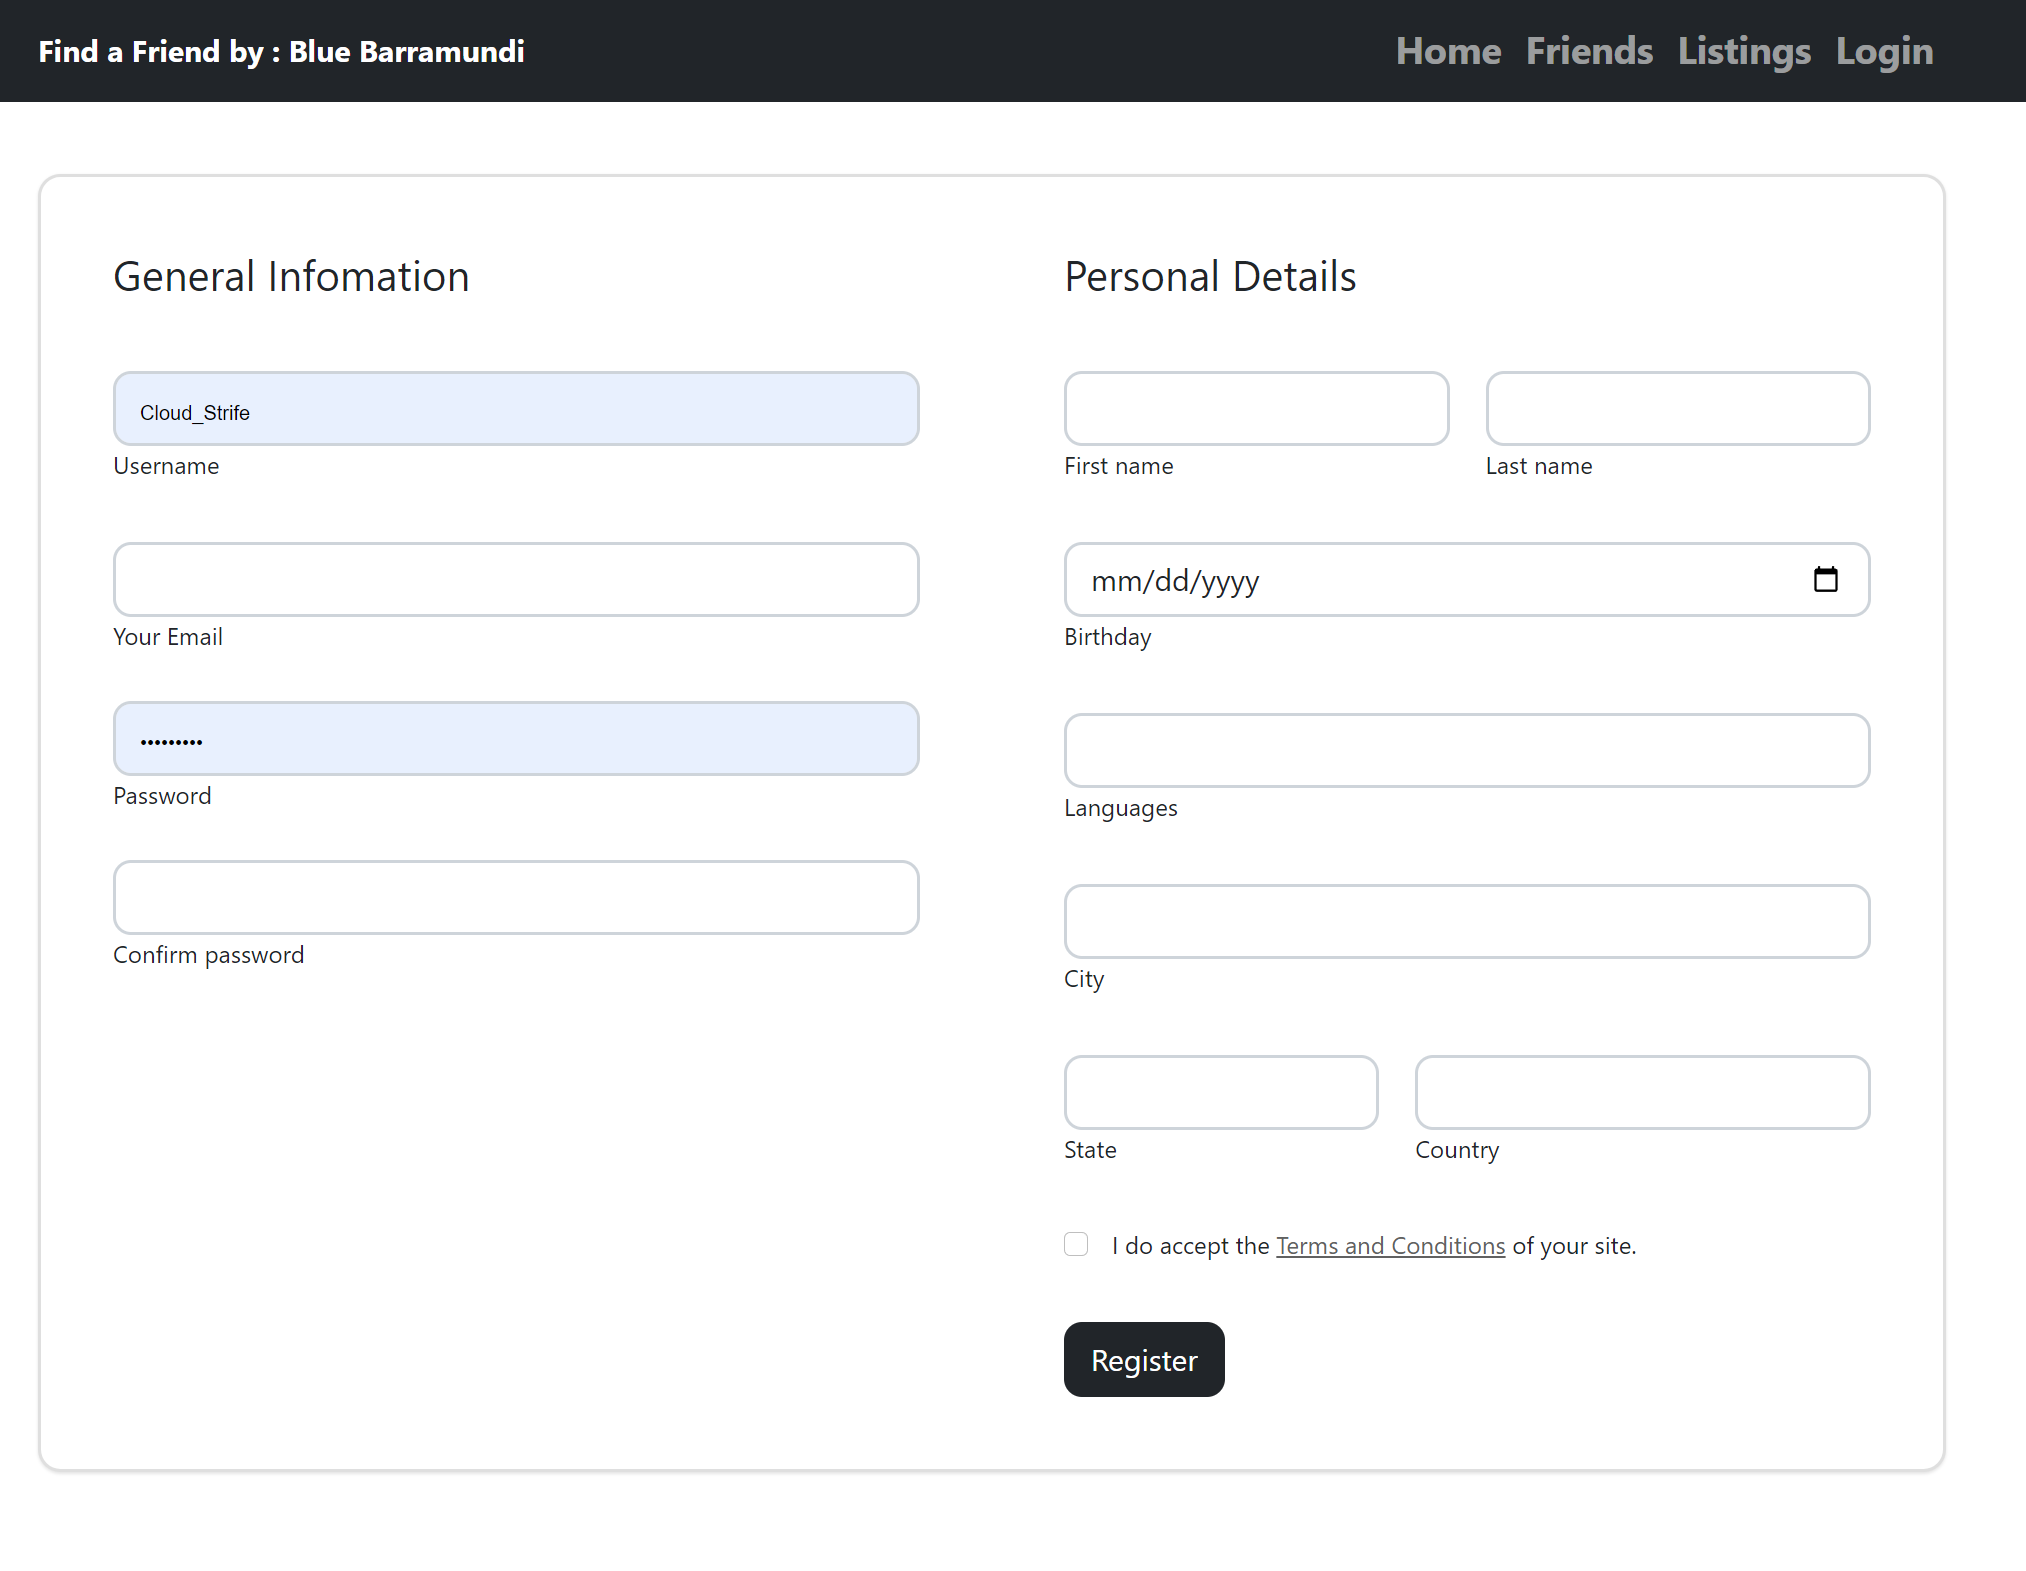 Find a Friend by : Blue Barramundi
Home Friends Listings Login
General Infomation
Cloud_Strife
Username
Your Email
•••••••••
Password
Confirm password
Personal Details
First name Last name
mm/dd/yyyy
Birthday
Languages
City
State Country
I do accept the Terms and Conditions of your site.
Register